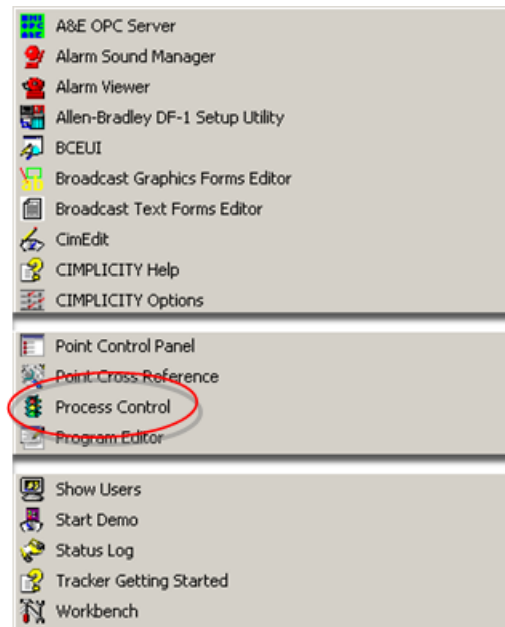 A&E OPC Server
Alarm Sound Manager
Alarm Viewer
Allen-Bradley DF-1 Setup Utility
BCEUI
Broadcast Graphics Forms Editor
Broadcast Text Forms Editor
CimEdit
CIMPLICITY Help
CIMPLICITY Options
Point Control Panel
Point Cross Reference
Process Control
Program Editor
Show Users
Start Demo
Status Log
Tracker Getting Started
Workbench